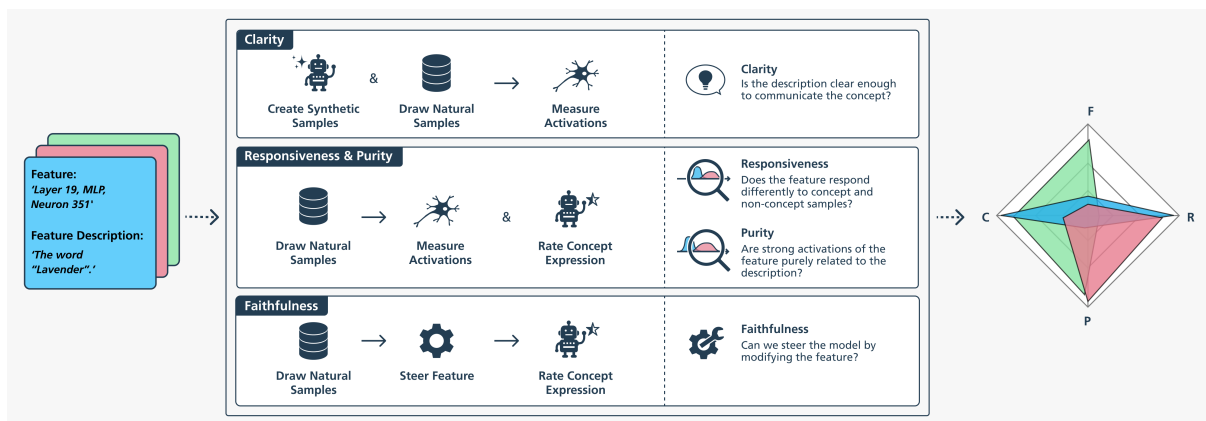 Feature:
'Layer 19, MLP,
Neuron 351'
Feature Description:
'The word
"Lavender".'
Clarity
Create Synthetic
Samples
&
Draw Natural
Samples
Measure
Activations
Clarity
Is the description clear enough
to communicate the concept?
Responsiveness & Purity
Draw Natural
Samples
Measure
Activations
&
Rate Concept
Expression
Responsiveness
Does the feature respond
differently to concept and
non-concept samples?
Purity
Are strong activations of the
feature purely related to the
description?
Faithfulness
Draw Natural
Samples
Steer Feature
Rate Concept
Expression
Faithfulness
Can we steer the model by
modifying the feature?
F
C
R
P